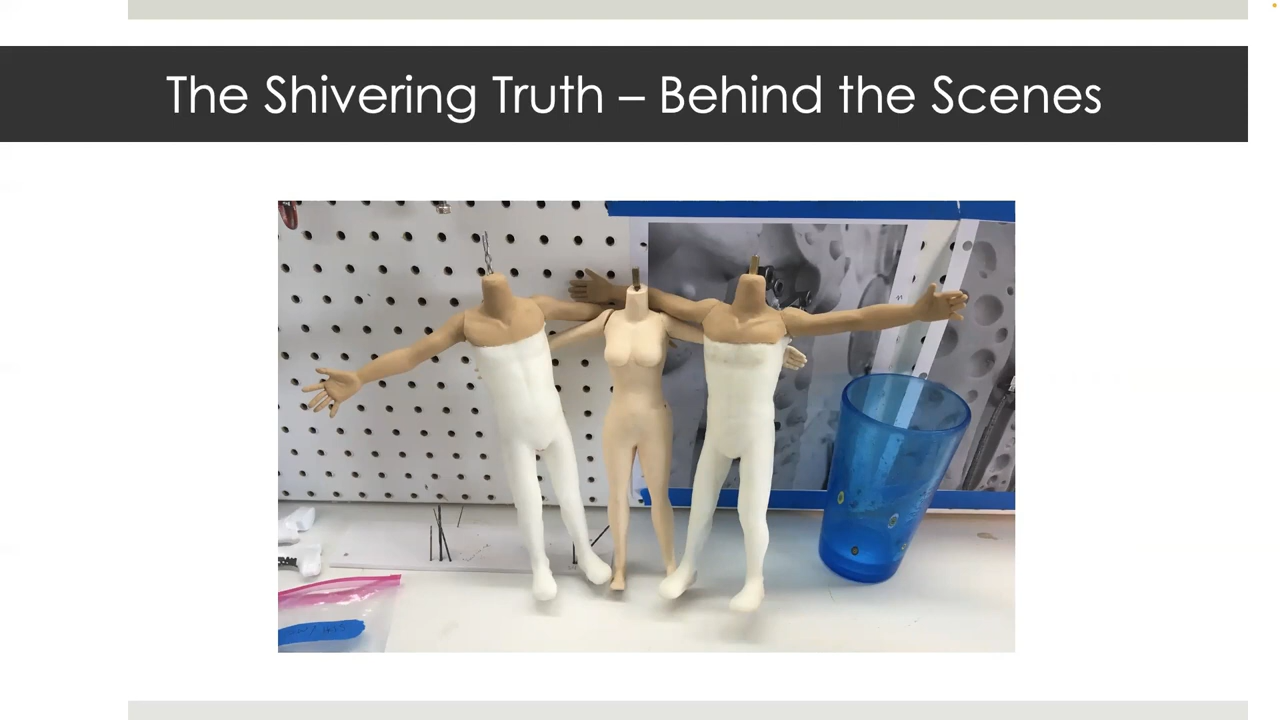 The Shivering Truth – Behind the Scenes